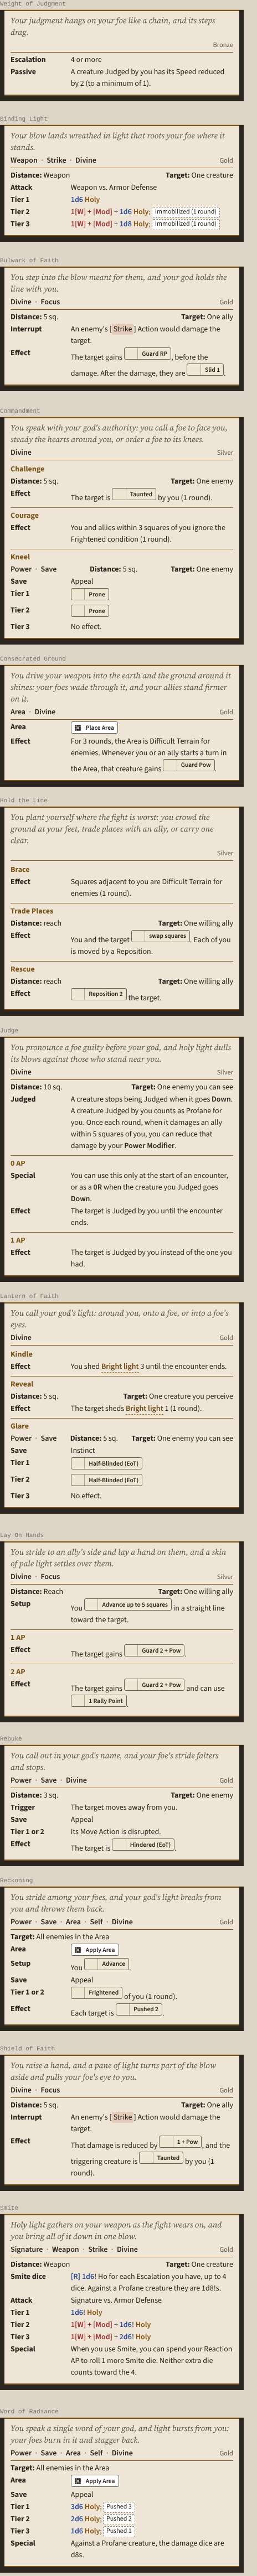 Weight of Judgment
Your judgment hangs on your foe like a chain, and its steps
drag.
Bronze
Escalation 4 or more
Passive A creature Judged by you has its Speed reduced
by 2 (to a minimum of 1).
Binding Light
Your blow lands wreathed in light that roots your foe where it
stands.
Weapon · Strike · Divine Gold
Distance: Weapon Target: One creature
Attack Weapon vs. Armor Defense
Tier 1 1d6 Holy
Tier 2 1[W] + [Mod] + 1d6 Holy; Immobilized (1 round)
Tier 3 1[W] + [Mod] + 1d8 Holy; Immobilized (1 round)
Bulwark of Faith
You step into the blow meant for them, and your god holds the
line with you.
Divine · Focus Gold
Distance: 5 sq. Target: One ally
Interrupt An enemy's [Strike] Action would damage the
target.
Effect The target gains Guard RP, before the
damage. After the damage, they are Slid 1.
Commandment
You speak with your god's authority: you call a foe to face you,
steady the hearts around you, or order a foe to its knees.
Divine Silver
Challenge
Distance: 5 sq. Target: One enemy
Effect The target is Taunted by you (1 round).
Courage
Effect You and allies within 3 squares of you ignore the
Frightened condition (1 round).
Kneel
Power · Save Distance: 5 sq. Target: One enemy
Save Appeal
Tier 1 Prone
Tier 2 Prone
Tier 3 No effect.
Consecrated Ground
You drive your weapon into the earth and the ground around it
shines: your foes wade through it, and your allies stand firmer
on it.
Area · Divine Gold
Area Place Area
Effect For 3 rounds, the Area is Difficult Terrain for
enemies. Whenever you or an ally starts a turn in
the Area, that creature gains Guard Pow.
Hold the Line
You plant yourself where the fight is worst: you crowd the
ground at your feet, trade places with an ally, or carry one
clear.
Silver
Brace
Effect Squares adjacent to you are Difficult Terrain for
enemies (1 round).
Trade Places
Distance: reach Target: One willing ally
Effect You and the target swap squares. Each of you
is moved by a Reposition.
Rescue
Distance: reach Target: One willing ally
Effect Reposition 2 the target.
Judge
You pronounce a foe guilty before your god, and holy light dulls
its blows against those who stand near you.
Divine Silver
Distance: 10 sq. Target: One enemy you can see
Judged A creature stops being Judged when it goes Down.
A creature Judged by you counts as Profane for
you. Once each round, when it damages an ally
within 5 squares of you, you can reduce that
damage by your Power Modifier.
0 AP
Special You can use this only at the start of an encounter,
or as a 0R when the creature you Judged goes
Down.
Effect The target is Judged by you until the encounter
ends.
1 AP
Effect The target is Judged by you instead of the one you
had.
Lantern of Faith
You call your god's light: around you, onto a foe, or into a foe's
eyes.
Divine Gold
Kindle
Effect You shed Bright light 3 until the encounter ends.
Reveal
Distance: 5 sq. Target: One creature you perceive
Effect The target sheds Bright light 1 (1 round).
Glare
Power · Save Distance: 5 sq. Target: One enemy you can see
Save Instinct
Tier 1 Half-Blinded (EoT)
Tier 2 Half-Blinded (EoT)
Tier 3 No effect.
Lay On Hands
You stride to an ally's side and lay a hand on them, and a skin
of pale light settles over them.
Divine · Focus Silver
Distance: Reach Target: One willing ally
Setup You Advance up to 5 squares in a straight line
toward the target.
1 AP
Effect The target gains Guard 2 + Pow.
2 AP
Effect The target gains Guard 2 + Pow and can use
1 Rally Point.
Rebuke
You call out in your god's name, and your foe's stride falters
and stops.
Power · Save · Divine Gold
Distance: 3 sq. Target: One enemy
Trigger The target moves away from you.
Save Appeal
Tier 1 or 2 Its Move Action is disrupted.
Effect The target is Hindered (EoT).
Reckoning
You stride among your foes, and your god's light breaks from
you and throws them back.
Power · Save · Area · Self · Divine Gold
Target: All enemies in the Area
Area Apply Area
Setup You Advance.
Save Appeal
Tier 1 or 2 Frightened of you (1 round).
Effect Each target is Pushed 2.
Shield of Faith
You raise a hand, and a pane of light turns part of the blow
aside and pulls your foe's eye to you.
Divine · Focus Gold
Distance: 5 sq. Target: One ally
Interrupt An enemy's [Strike] Action would damage the
target.
Effect That damage is reduced by 1 + Pow, and the
triggering creature is Taunted by you (1
round).
Smite
Holy light gathers on your weapon as the fight wears on, and
you bring all of it down in one blow.
Signature · Weapon · Strike · Divine Gold
Distance: Weapon Target: One creature
Smite dice [R] 1d6! Ho for each Escalation you have, up to 4
dice. Against a Profane creature they are 1d8!s.
Attack Signature vs. Armor Defense
Tier 1 1d6! Holy
Tier 2 1[W] + [Mod] + 1d6! Holy
Tier 3 1[W] + [Mod] + 2d6! Holy
Special When you use Smite, you can spend your Reaction
AP to roll 1 more Smite die. Neither extra die
counts toward the 4.
Word of Radiance
You speak a single word of your god, and light bursts from you:
your foes burn in it and stagger back.
Power · Save · Area · Self · Divine Gold
Target: All enemies in the Area
Area Apply Area
Save Appeal
Tier 1 3d6 Holy; Pushed 3
Tier 2 2d6 Holy; Pushed 2
Tier 3 1d6 Holy; Pushed 1
Special Against a Profane creature, the damage dice are
d8s.